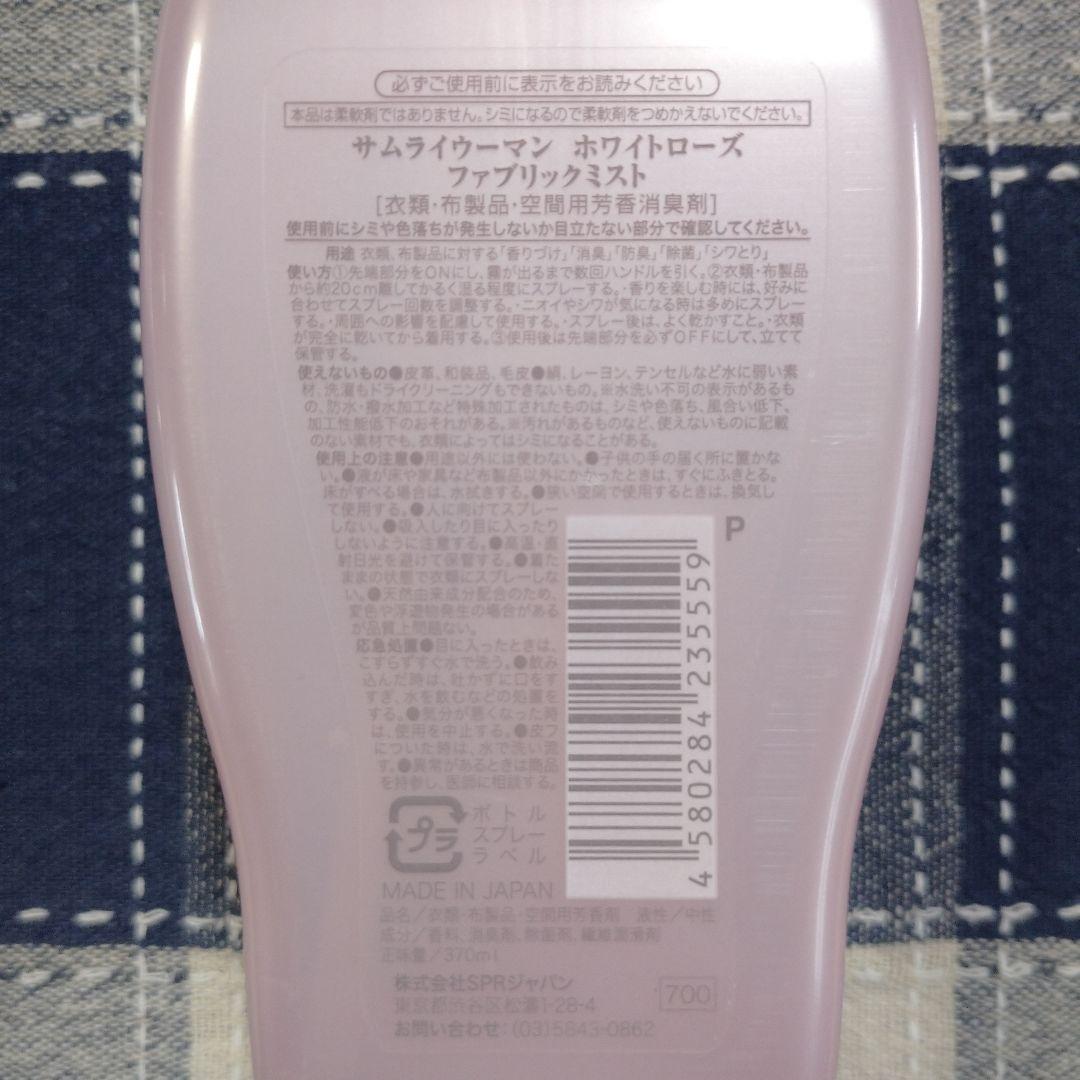 必ずご使用前に表示をお読みください
本品は柔軟剤ではありません。シミになるので柔軟剤をつめかえないでください。
サムライウーマン ホワイトローズ
ファブリックミスト
[衣類・布製品・空間用芳香消臭剤]
使用前にシミや色落ちが発生しないか目立たない部分で確認してください。
用途 衣類、布製品に対する「香りづけ」「消臭」「防臭」「除菌」「シワとり」
使い方①先端部分をONにし、霧が出るまで数回ハンドルを引く。②衣類・布製品
から約20cm離してかるく湿る程度にスプレーする。・香りを楽しむ時には、好みに
合わせてスプレー回数を調整する。・ニオイやシワが気になる時は多めにスプレー
する。・周囲への影響を配慮して使用する。・スプレー後は、よく乾かすこと。・衣類
が完全に乾いてから着用する。③使用後は先端部分を必ずOFFにして、立てて
保管する。
使えないもの●皮革、和装品、毛皮●絹、レーヨン、テンセルなど水に弱い素
材、洗濯もドライクリーニングもできないもの。※水洗い不可の表示があるも
の、防水・撥水加工など特殊加工されたものは、シミや色落ち、風合い低下、
加工性能低下のおそれがある。※汚れがあるものなど、使えないものに記載
のない素材でも、衣類によってはシミになることがある。
使用上の注意●用途以外には使わない。●子供の手の届く所に置かな
い。●液が床や家具など布製品以外にかかったときは、すぐにふきとる。
床がすべる場合は、水拭きする。●狭い空間で使用するときは、換気し
て使用する。●人に向けてスプレー
しない。●吸入したり目に入ったり
しないように注意する。●高温・直
射日光を避けて保管する。●着た
ままの状態で衣類にスプレーしな
い。●天然由来成分配合のため、
変色や浮遊物発生の場合がある
が品質上問題ない。
応急処置●目に入ったときは、
こすらずすぐ水で洗う。●飲み
込んだ時は、吐かずに口をす
すぎ、水を飲むなどの処置を
する。●気分が悪くなった時
は、使用を中止する。●皮フ
についた時は、水で洗い流
す。●異常があるときは商品
を持参し、医師に相談する。
P
4 580284 235559
プラ
ボトル
スプレー
ラベル
MADE IN JAPAN
品名/衣類・布製品・空間用芳香剤 液性/中性
成分/香料、消臭剤、除菌剤、繊維潤滑剤
正味量/370ml
株式会社SPRジャパン
東京都渋谷区松濤1-28-4
700
お問い合わせ:(03)5843-0862